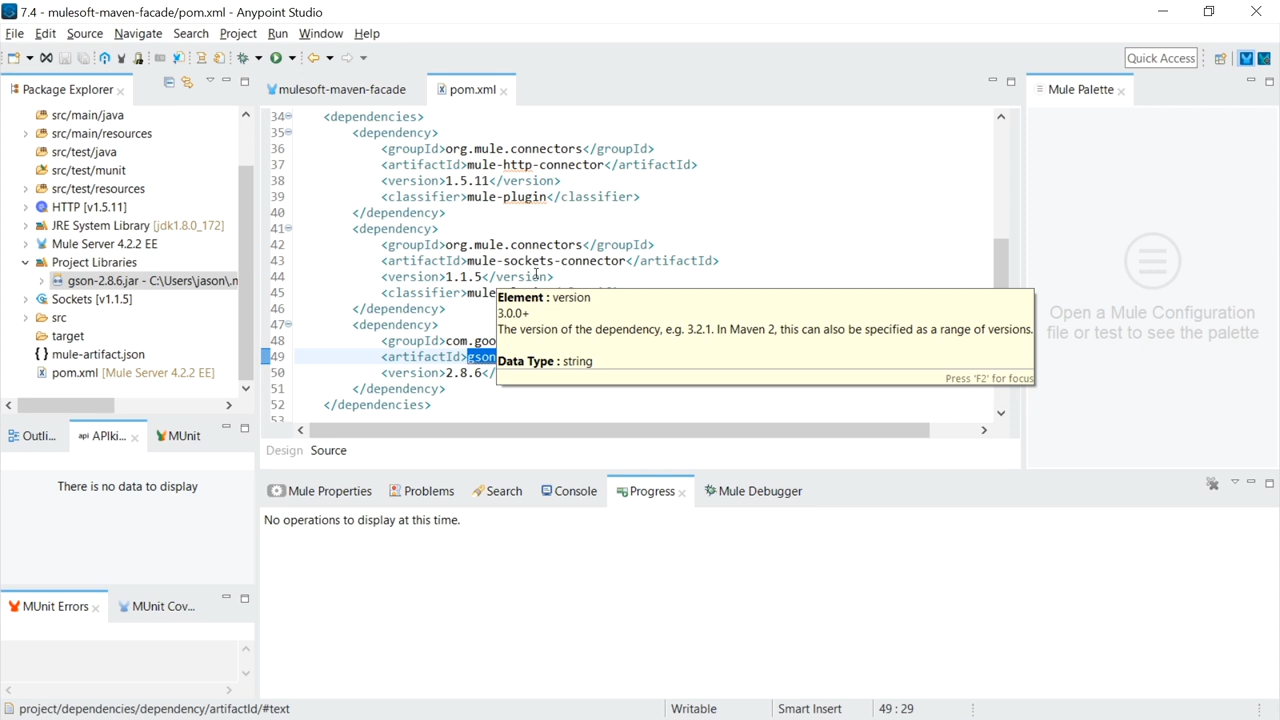 7.4 - mulesoft-maven-facade/pom.xml - Anypoint Studio
File Edit Source Navigate Search Project Run Window Help
Quick Access
Package Explorer
src/main/java
src/main/resources
src/test/java
src/test/munit
src/test/resources
HTTP [v1.5.11]
JRE System Library [jdk1.8.0_172]
Mule Server 4.2.2 EE
Project Libraries
gson-2.8.6.jar - C:\Users\jason\.n
Sockets [v1.1.5]
src
target
mule-artifact.json
pom.xml [Mule Server 4.2.2 EE]
mulesoft-maven-facade pom.xml
34 <dependencies>
35 <dependency>
36 <groupId>org.mule.connectors</groupId>
37 <artifactId>mule-http-connector</artifactId>
38 <version>1.5.11</version>
39 <classifier>mule-plugin</classifier>
40 </dependency>
41 <dependency>
42 <groupId>org.mule.connectors</groupId>
43 <artifactId>mule-sockets-connector</artifactId>
44 <version>1.1.5</version>
45 <classifier>mule
46 </dependency>
47 <dependency>
48 <groupId>com.goo
49 <artifactId>gson
50 <version>2.8.6</
51 </dependency>
52 </dependencies>
53
Element : version
3.0.0+
The version of the dependency, e.g. 3.2.1. In Maven 2, this can also be specified as a range of versions.
Data Type : string
Press 'F2' for focus
Design Source
Mule Palette
Open a Mule Configuration
file or test to see the palette
Outli... api APIki... MUnit
There is no data to display
MUnit Errors MUnit Cov...
Mule Properties Problems Search Console Progress Mule Debugger
No operations to display at this time.
project/dependencies/dependency/artifactId/#text Writable Smart Insert 49 : 29